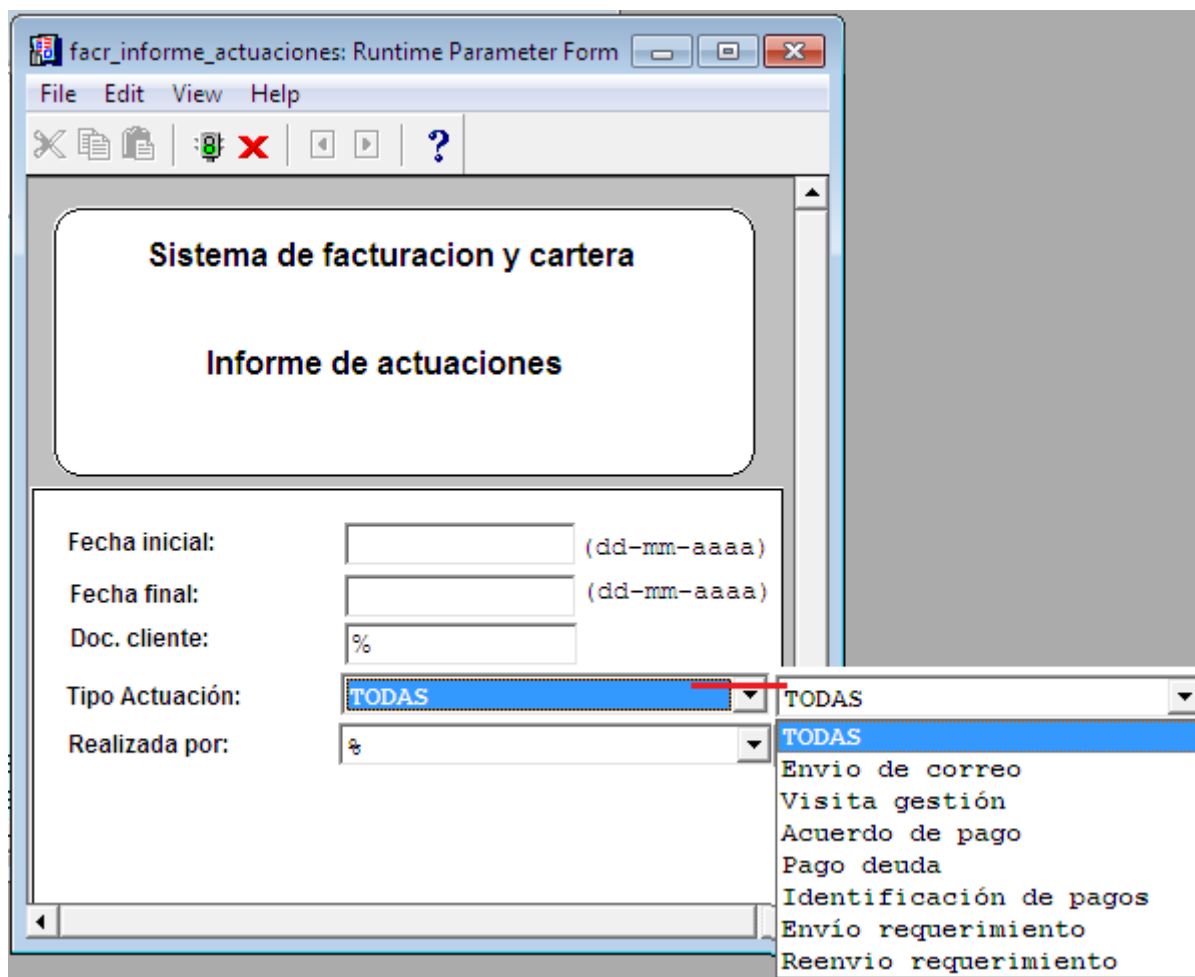 facr_informe_actuaciones: Runtime Parameter Form
File Edit View Help
Sistema de facturacion y cartera
Informe de actuaciones
Fecha inicial: (dd-mm-aaaa)
Fecha final: (dd-mm-aaaa)
Doc. cliente: %
Tipo Actuación: TODAS
TODAS
Realizada por: %
TODAS
Envio de correo
Visita gestión
Acuerdo de pago
Pago deuda
Identificación de pagos
Envío requerimiento
Reenvio requerimiento